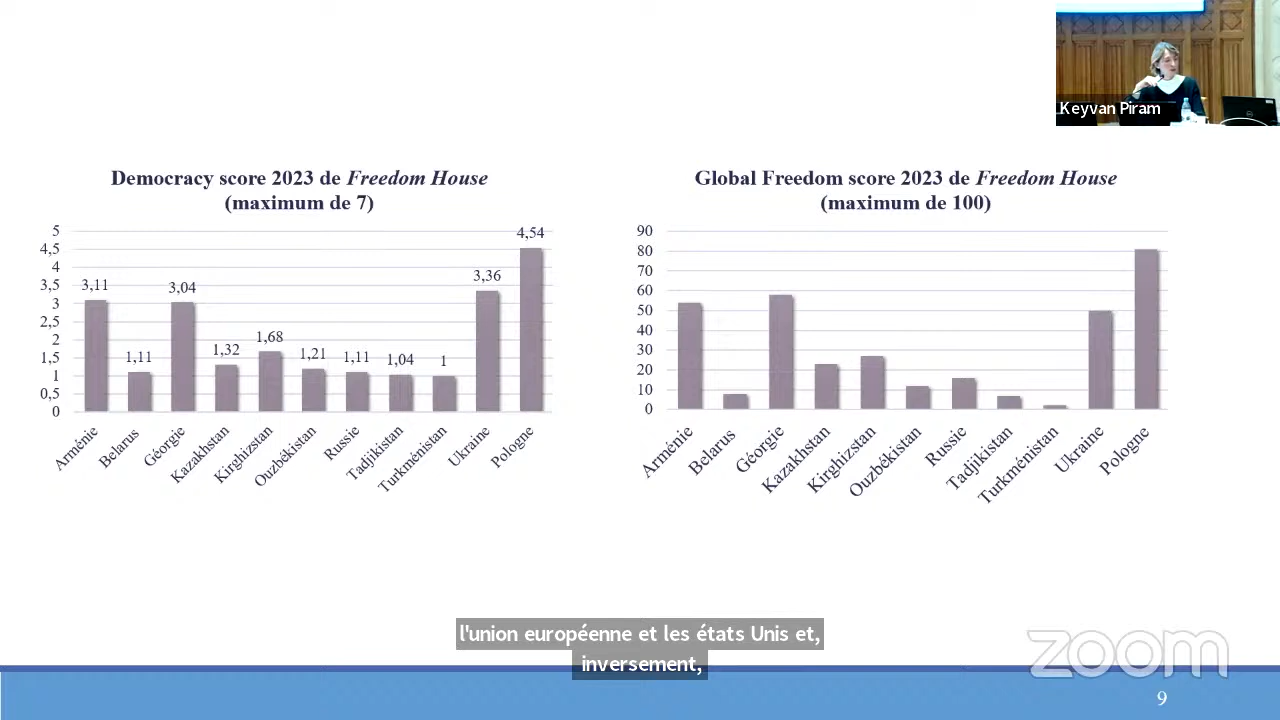 Keyvan Piram
Democracy score 2023 de Freedom House
(maximum de 7)
5
4,5
4
3,5
3
2,5
2
1,5
1
0,5
0
3,11
1,11
3,04
1,32
1,68
1,21
1,11
1,04
1
3,36
4,54
Arménie
Belarus
Géorgie
Kazakhstan
Kirghizstan
Ouzbékistan
Russie
Tadjikistan
Turkménistan
Ukraine
Pologne
Global Freedom score 2023 de Freedom House
(maximum de 100)
90
80
70
60
50
40
30
20
10
0
Arménie
Belarus
Géorgie
Kazakhstan
Kirghizstan
Ouzbékistan
Russie
Tadjikistan
Turkménistan
Ukraine
Pologne
l'union européenne et les états Unis et,
inversement,
zoom
9